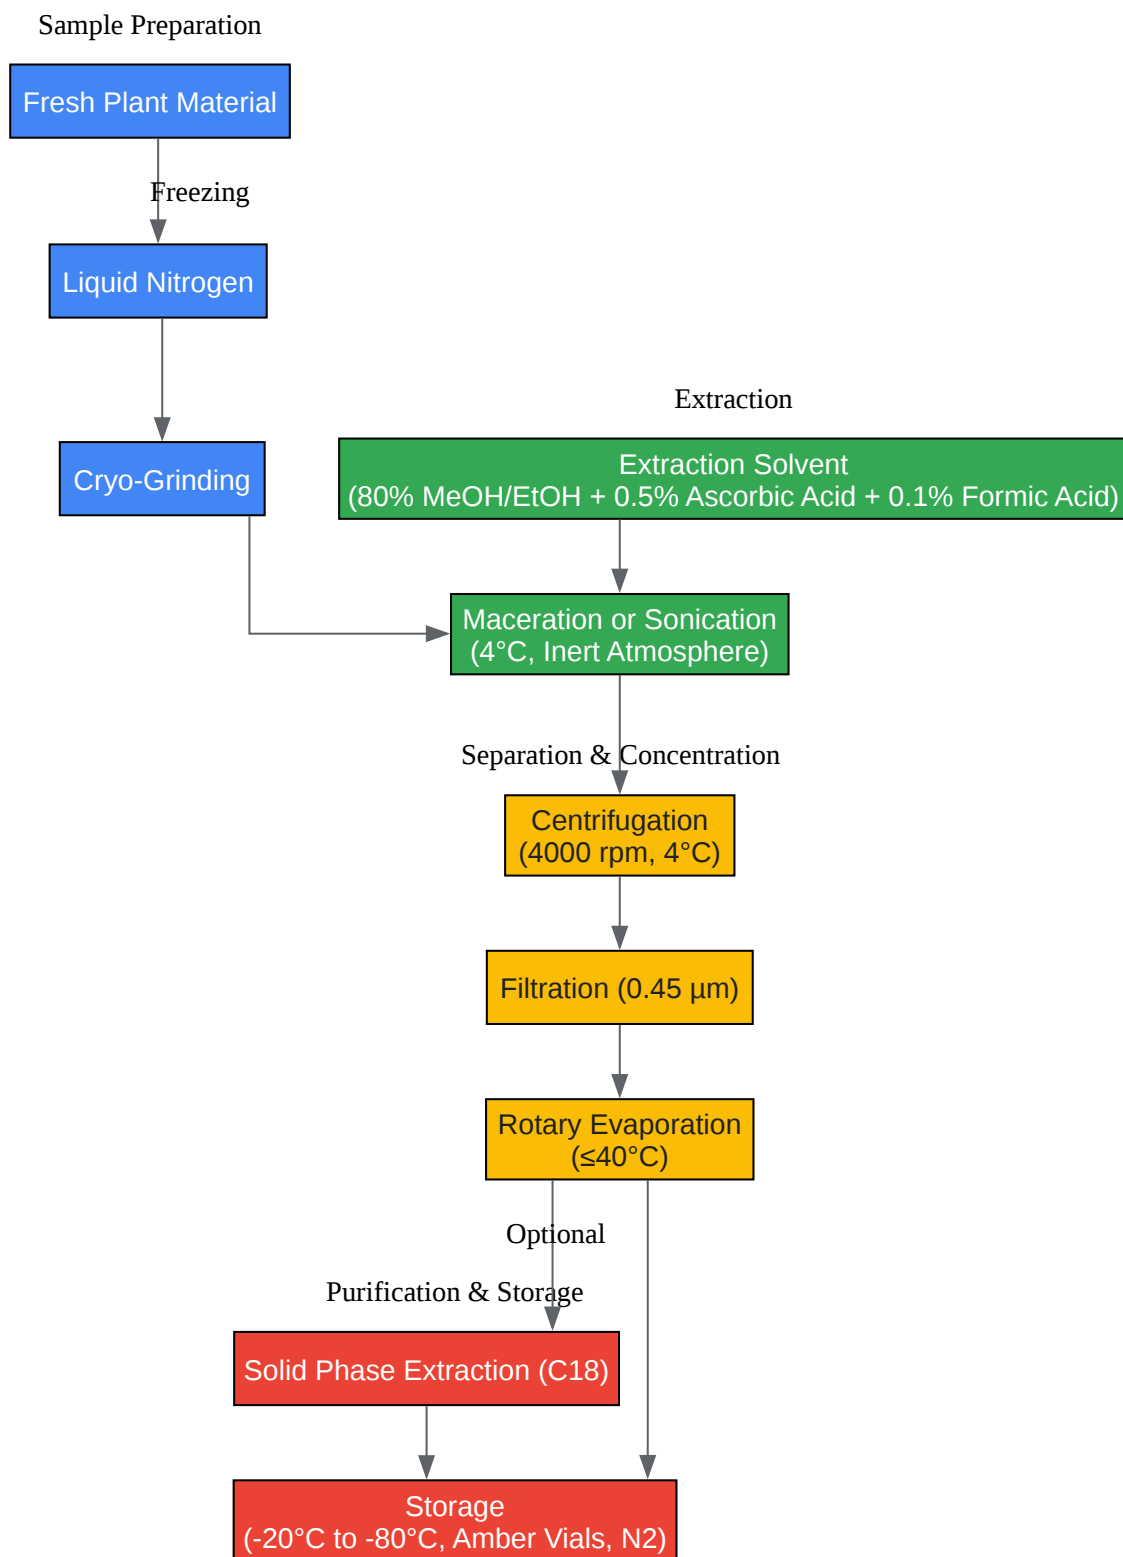 Sample Preparation
Fresh Plant Material
Freezing
Liquid Nitrogen
Cryo-Grinding
Extraction
Extraction Solvent
(80% MeOH/EtOH + 0.5% Ascorbic Acid + 0.1% Formic Acid)
Maceration or Sonication
(4°C, Inert Atmosphere)
Separation & Concentration
Centrifugation
(4000 rpm, 4°C)
Filtration (0.45 µm)
Rotary Evaporation
(≤40°C)
Optional
Purification & Storage
Solid Phase Extraction (C18)
Storage
(-20°C to -80°C, Amber Vials, N2)